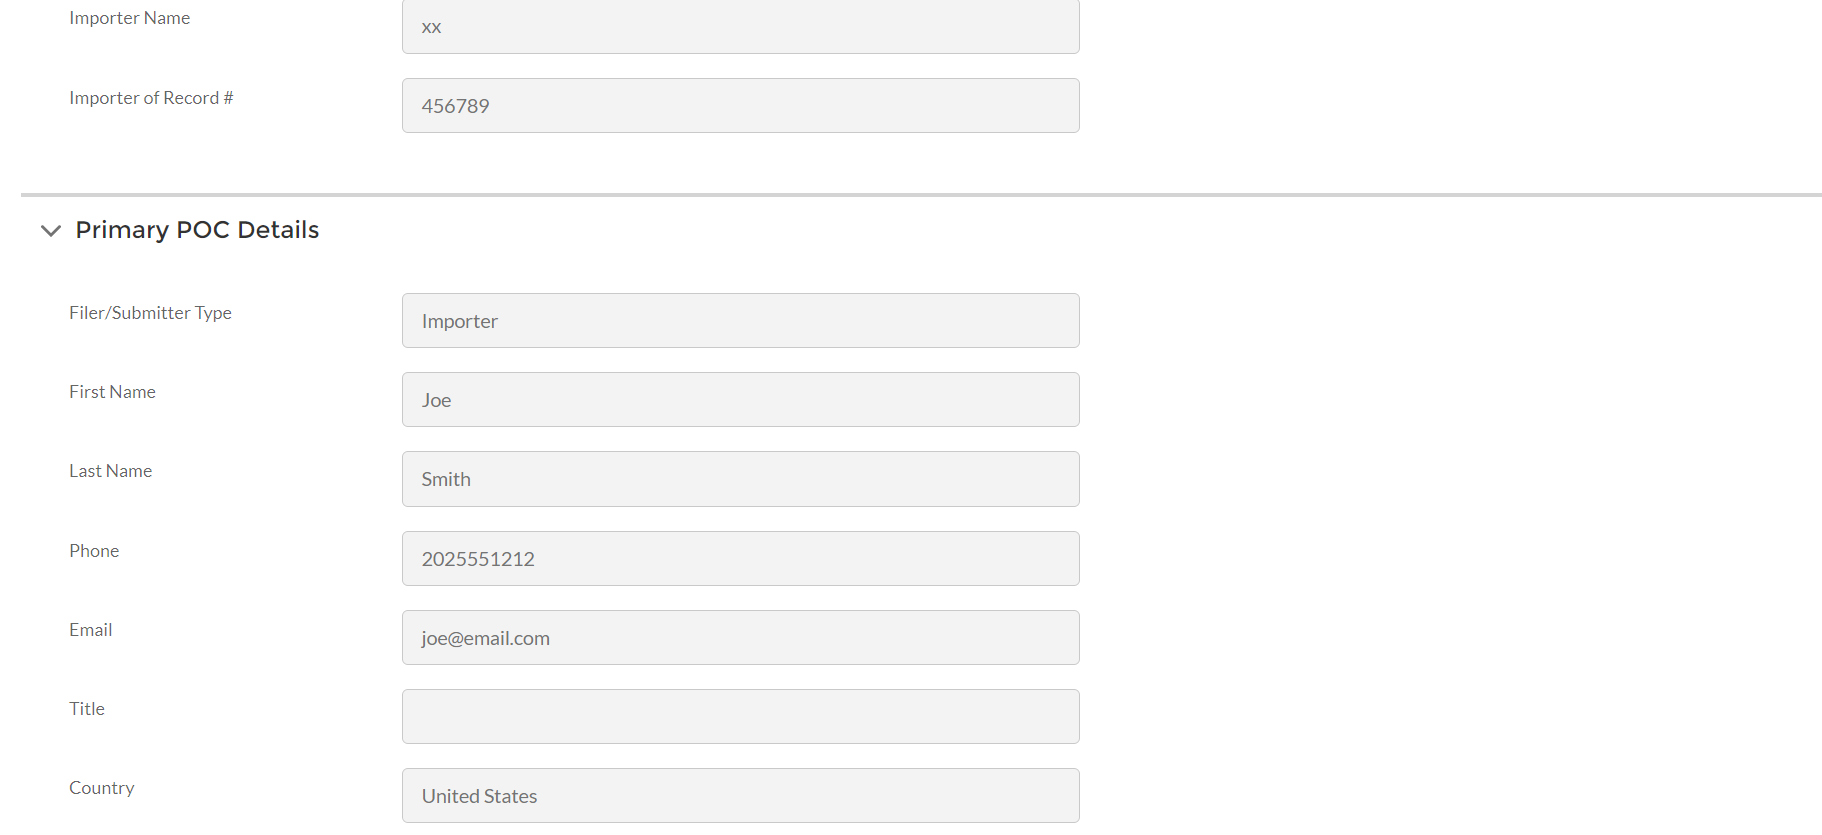 Importer Name
xx
Importer of Record #
456789
Primary POC Details
Filer/Submitter Type
Importer
First Name
Joe
Last Name
Smith
Phone
2025551212
Email
joe@email.com
Title
Country
United States